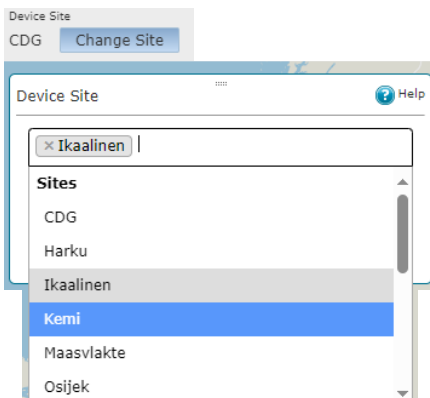 Device Site
CDG Change Site
Device Site Help
× Ikaalinen
Sites
CDG
Harku
Ikaalinen
Kemi
Maasvlakte
Osijek